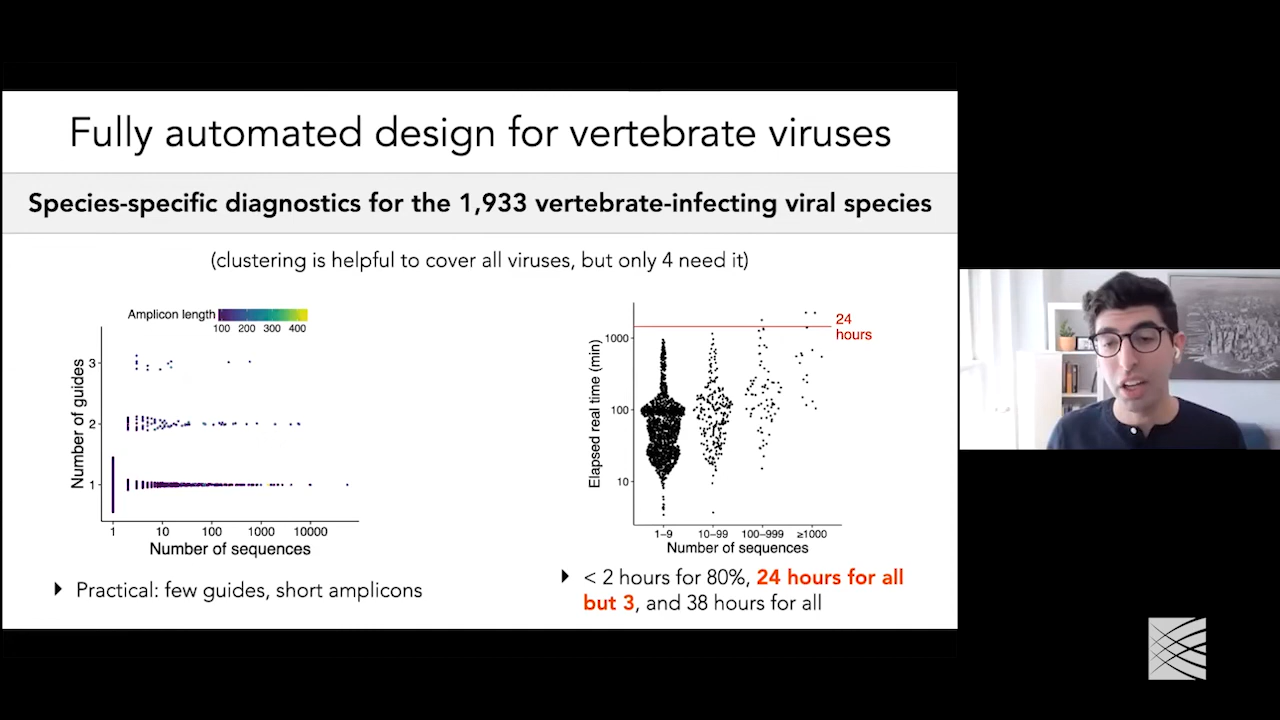 Fully automated design for vertebrate viruses
Species-specific diagnostics for the 1,933 vertebrate-infecting viral species
(clustering is helpful to cover all viruses, but only 4 need it)
Amplicon length
100 200 300 400
Number of guides
3
2
1
1 10 100 1000 10000
Number of sequences
Practical: few guides, short amplicons
24
hours
Elapsed real time (min)
1000
100
10
1–9 10–99 100–999 ≥1000
Number of sequences
< 2 hours for 80%, 24 hours for all
but 3, and 38 hours for all